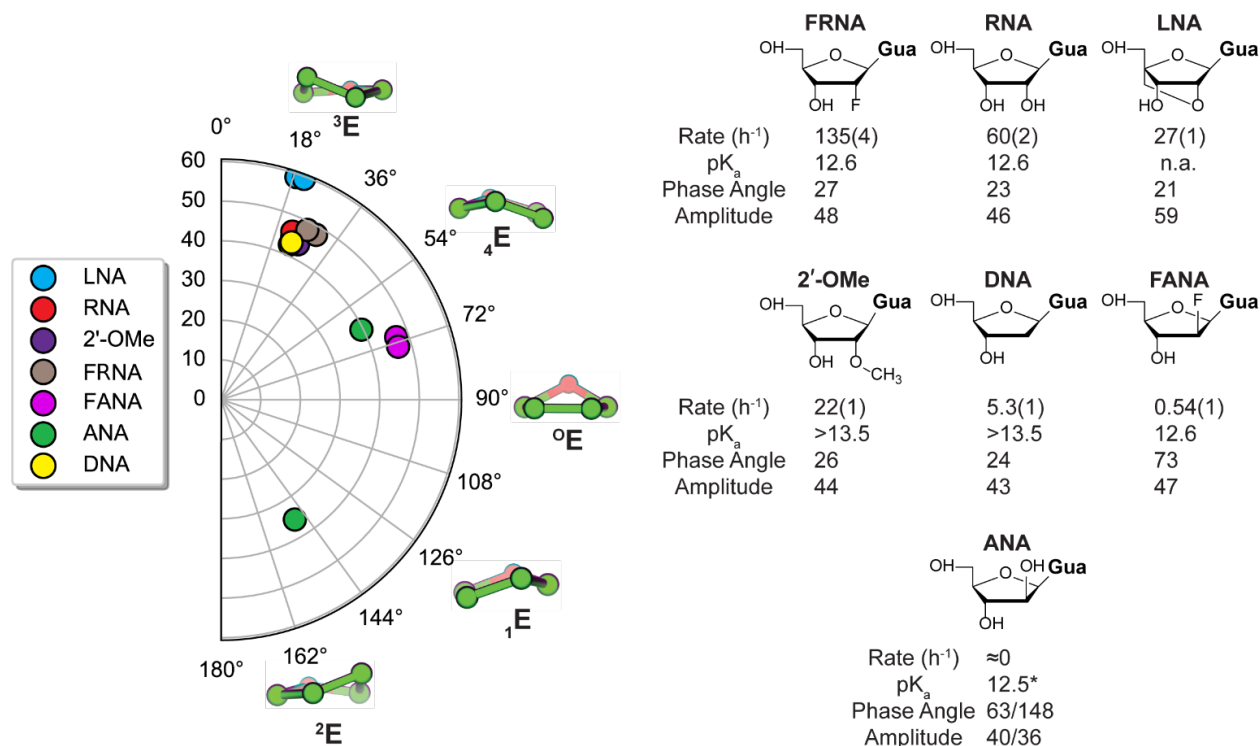 0°
18°
36°
54°
72°
90°
108°
126°
144°
162°
180°
60
50
40
30
20
10
0
³E
₄E
ᴼE
₁E
²E
LNA
RNA
2'-OMe
FRNA
FANA
ANA
DNA
FRNA RNA LNA
OH O Gua OH O Gua OH O Gua
OH F OH OH HO O
Rate (h⁻¹) 135(4) 60(2) 27(1)
pKₐ 12.6 12.6 n.a.
Phase Angle 27 23 21
Amplitude 48 46 59
2′-OMe DNA FANA
OH O Gua OH O Gua OH O F Gua
OH O CH₃ OH OH
Rate (h⁻¹) 22(1) 5.3(1) 0.54(1)
pKₐ >13.5 >13.5 12.6
Phase Angle 26 24 73
Amplitude 44 43 47
ANA
OH O OH Gua
OH
Rate (h⁻¹) ≈0
pKₐ 12.5*
Phase Angle 63/148
Amplitude 40/36